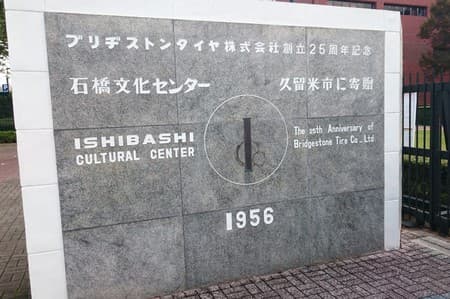 ブリヂストンタイヤ株式会社創立25周年記念
石橋文化センター 久留米市に寄贈
ISHIBASHI
CULTURAL CENTER
The 25th Anniversary of
Bridgestone Tire Co., Ltd.
1956